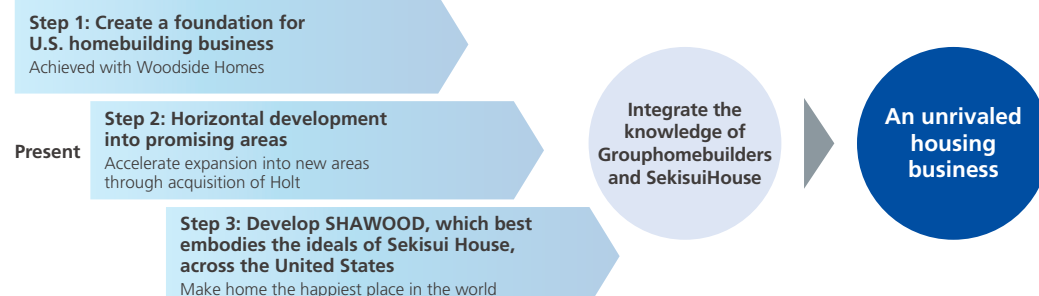 Step 1: Create a foundation for
U.S. homebuilding business
Achieved with Woodside Homes
Present
Step 2: Horizontal development
into promising areas
Accelerate expansion into new areas
through acquisition of Holt
Step 3: Develop SHAWOOD, which best
embodies the ideals of Sekisui House,
across the United States
Make home the happiest place in the world
Integrate the
knowledge of
Grouphomebuilders
and SekisuiHouse
An unrivaled
housing
business